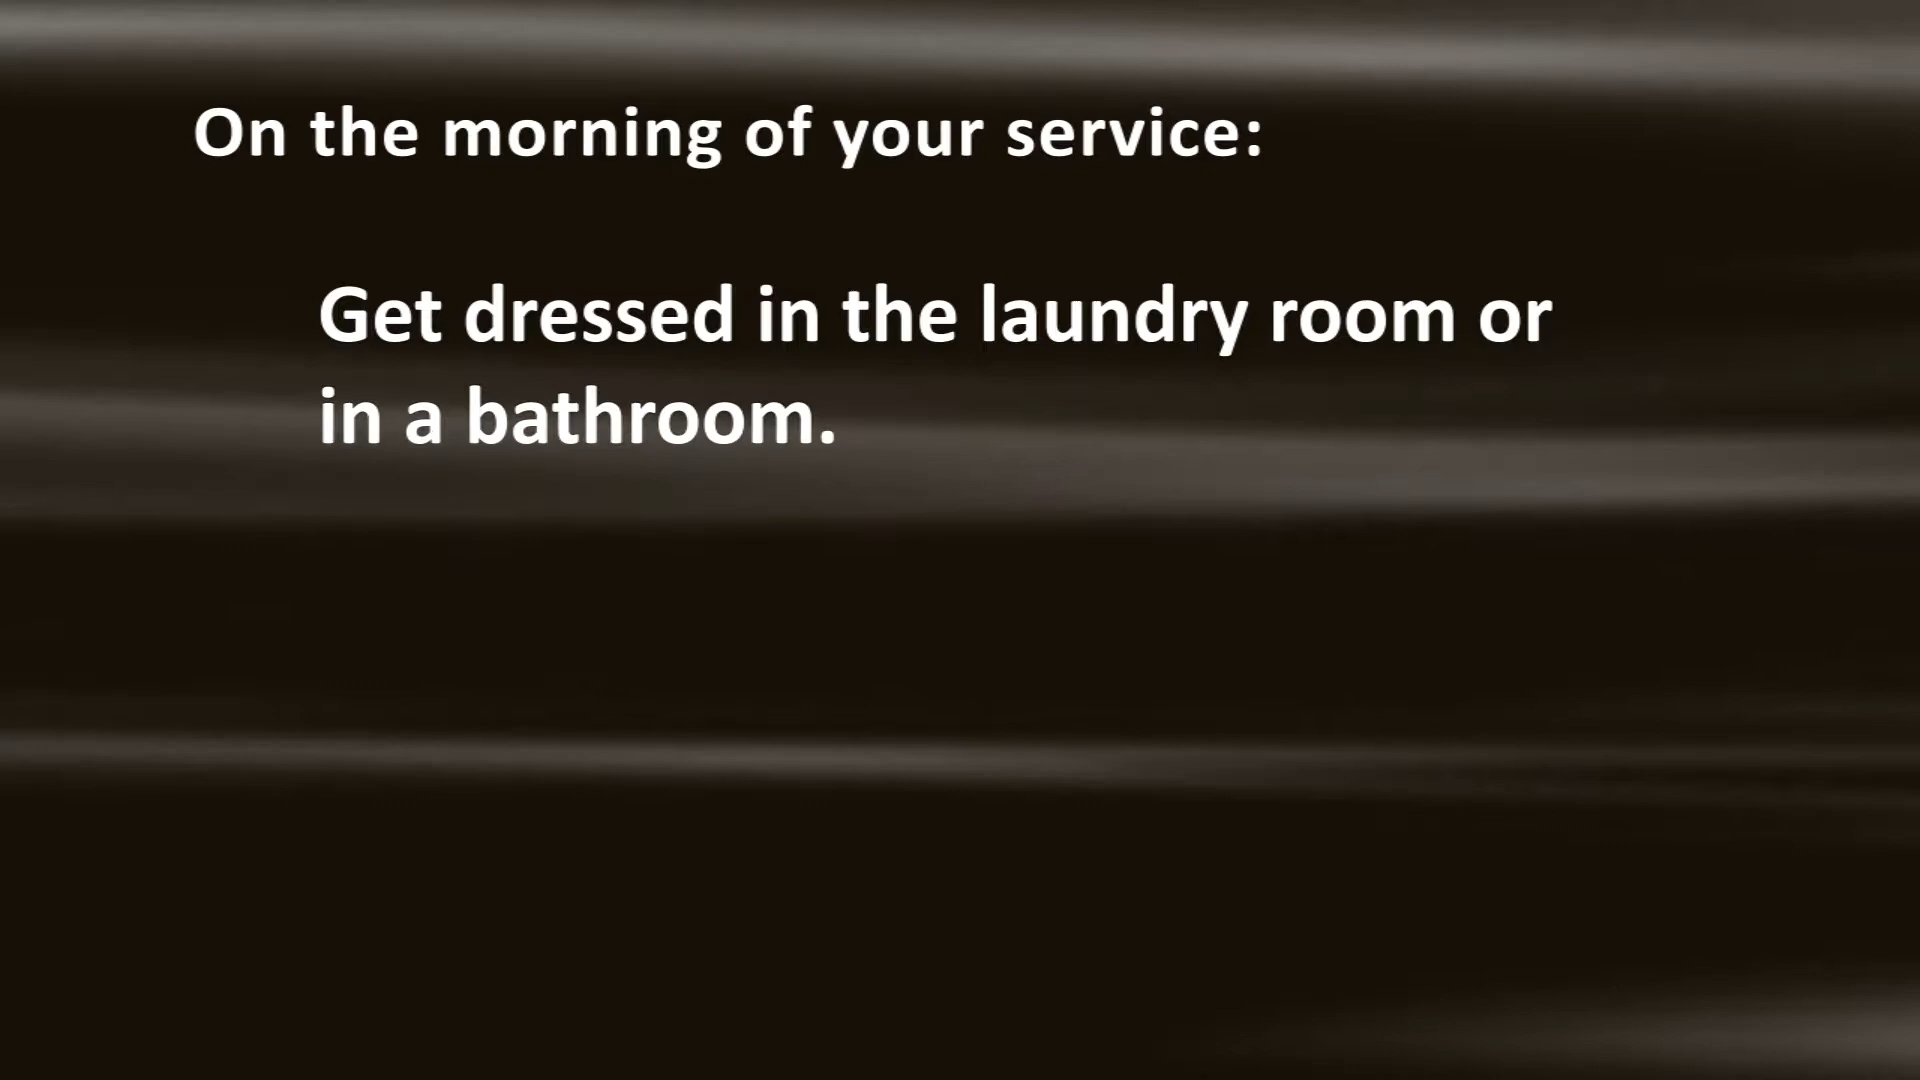 On the morning of your service:
Get dressed in the laundry room or
in a bathroom.